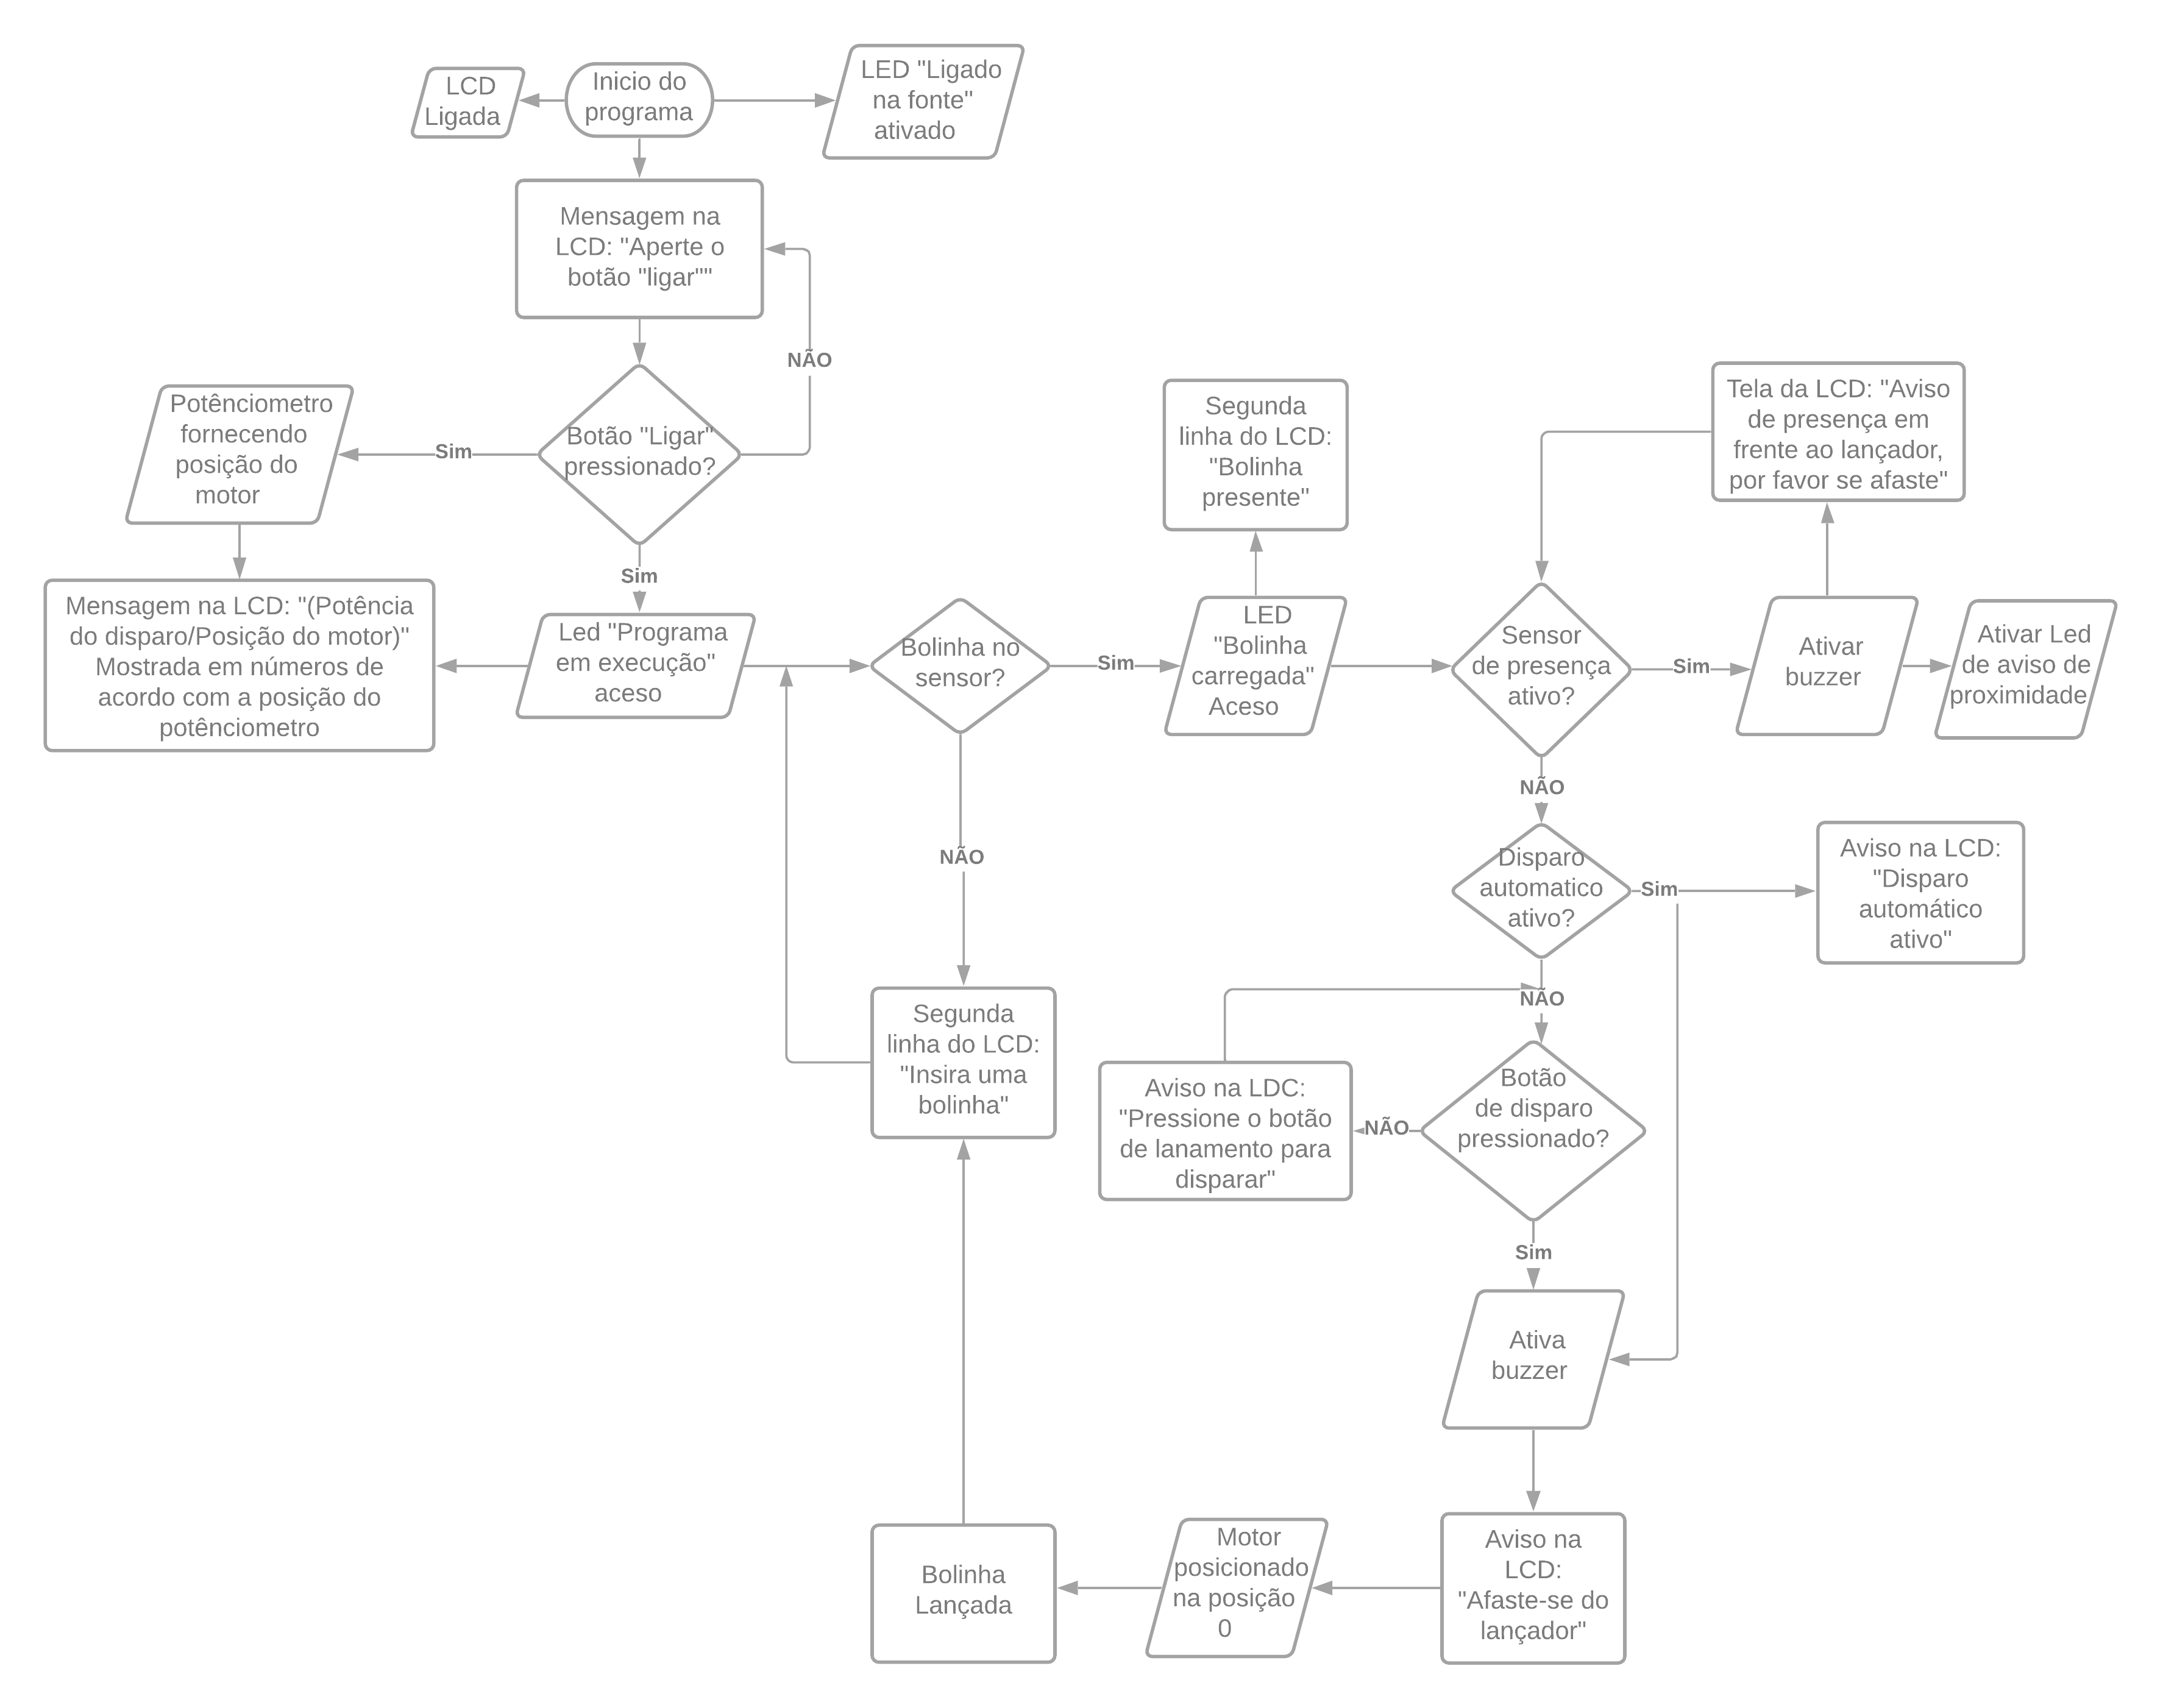 LCD
Ligada
Inicio do
programa
LED "Ligado
na fonte"
ativado
Mensagem na
LCD: "Aperte o
botão "ligar""
NÃO
Potênciometro
fornecendo
posição do
motor
Sim
Botão "Ligar"
pressionado?
Segunda
linha do LCD:
"Bolinha
presente"
Tela da LCD: "Aviso
de presença em
frente ao lançador,
por favor se afaste"
Sim
Mensagem na LCD: "(Potência
do disparo/Posição do motor)"
Mostrada em números de
acordo com a posição do
potênciometro
Led "Programa
em execução"
aceso
Bolinha no
sensor?
Sim
LED
"Bolinha
carregada"
Aceso
Sensor
de presença
ativo?
Sim
Ativar
buzzer
Ativar Led
de aviso de
proximidade
NÃO
NÃO
Disparo
automatico
ativo?
Sim
Aviso na LCD:
"Disparo
automático
ativo"
NÃO
Segunda
linha do LCD:
"Insira uma
bolinha"
Aviso na LDC:
"Pressione o botão
de lanamento para
disparar"
NÃO
Botão
de disparo
pressionado?
Sim
Ativa
buzzer
Bolinha
Lançada
Motor
posicionado
na posição
0
Aviso na
LCD:
"Afaste-se do
lançador"